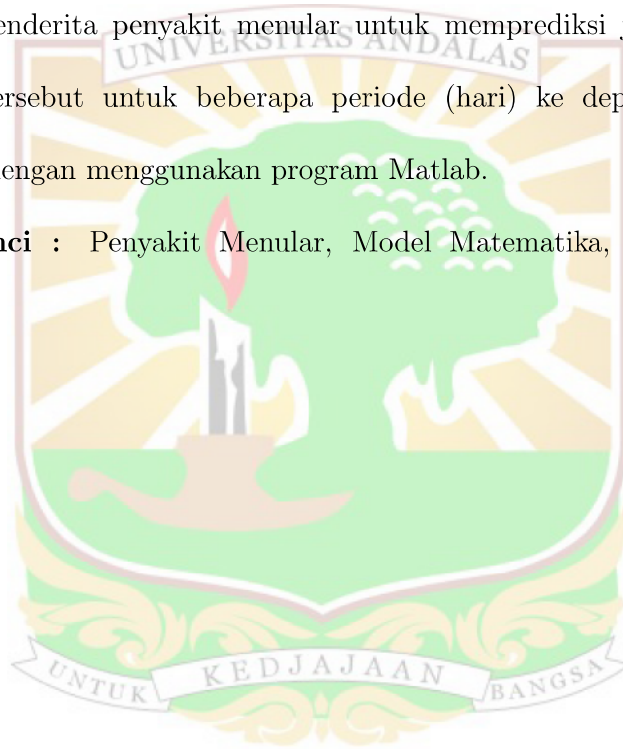 enderita penyakit menular untuk memprediksi
UNIVERSITAS ANDALAS
ersebut untuk beberapa periode (hari) ke dep
engan menggunakan program Matlab.
nci : Penyakit Menular, Model Matematika,
UNTUK KEDJAJAAN BANGSA